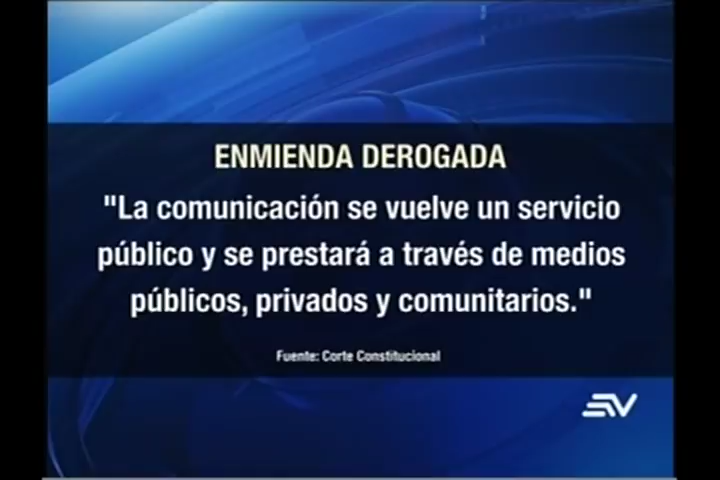 ENMIENDA DEROGADA
"La comunicación se vuelve un servicio
público y se prestará a través de medios
públicos, privados y comunitarios."
Fuente: Corte Constitucional